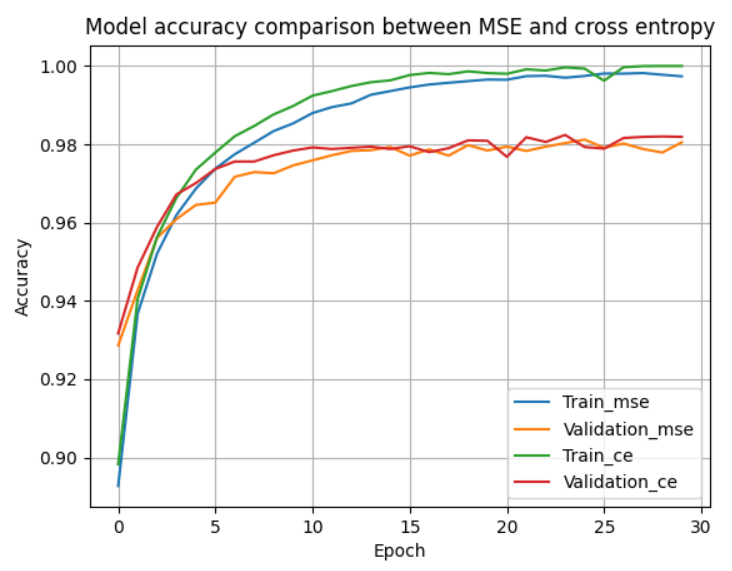 Model accuracy comparison between MSE and cross entropy
1.00
0.98
0.96
0.94
0.92
0.90
Accuracy
0
5
10
15
20
25
30
Epoch
Train_mse
Validation_mse
Train_ce
Validation_ce